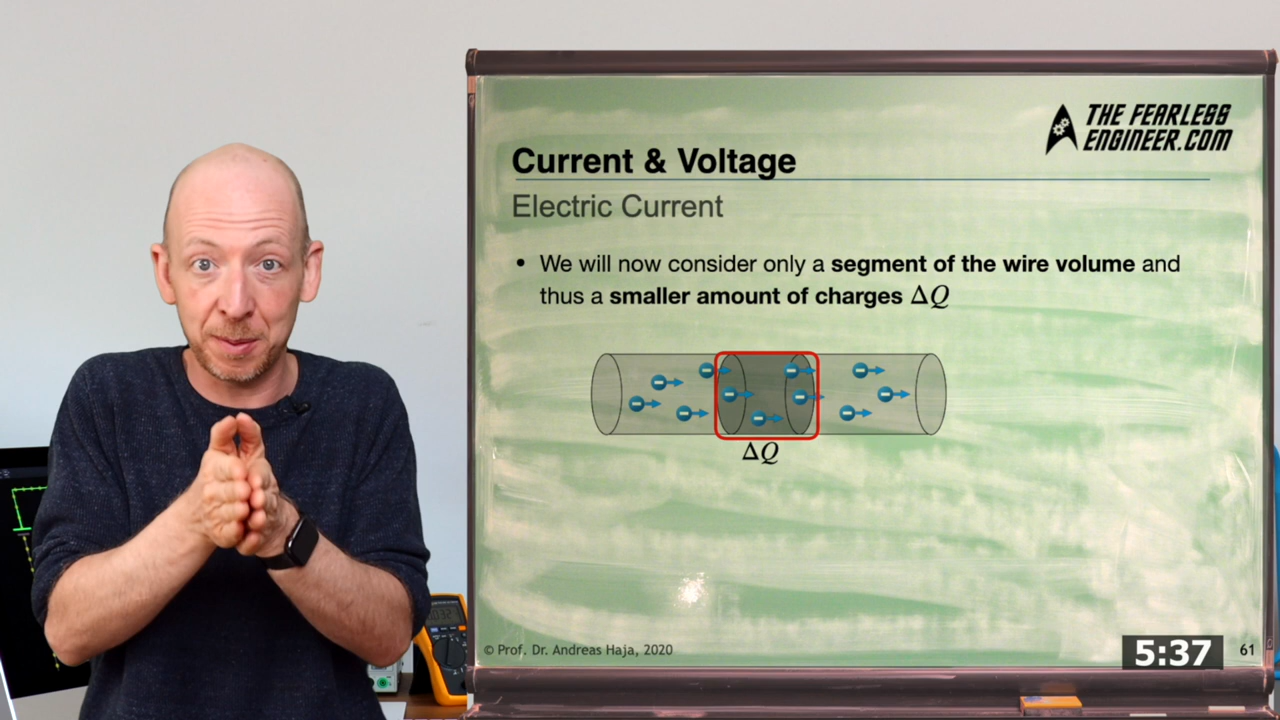 THE FEARLESS
ENGINEER.COM
Current & Voltage
Electric Current
• We will now consider only a segment of the wire volume and
thus a smaller amount of charges ΔQ
ΔQ
© Prof. Dr. Andreas Haja, 2020
5:37
61